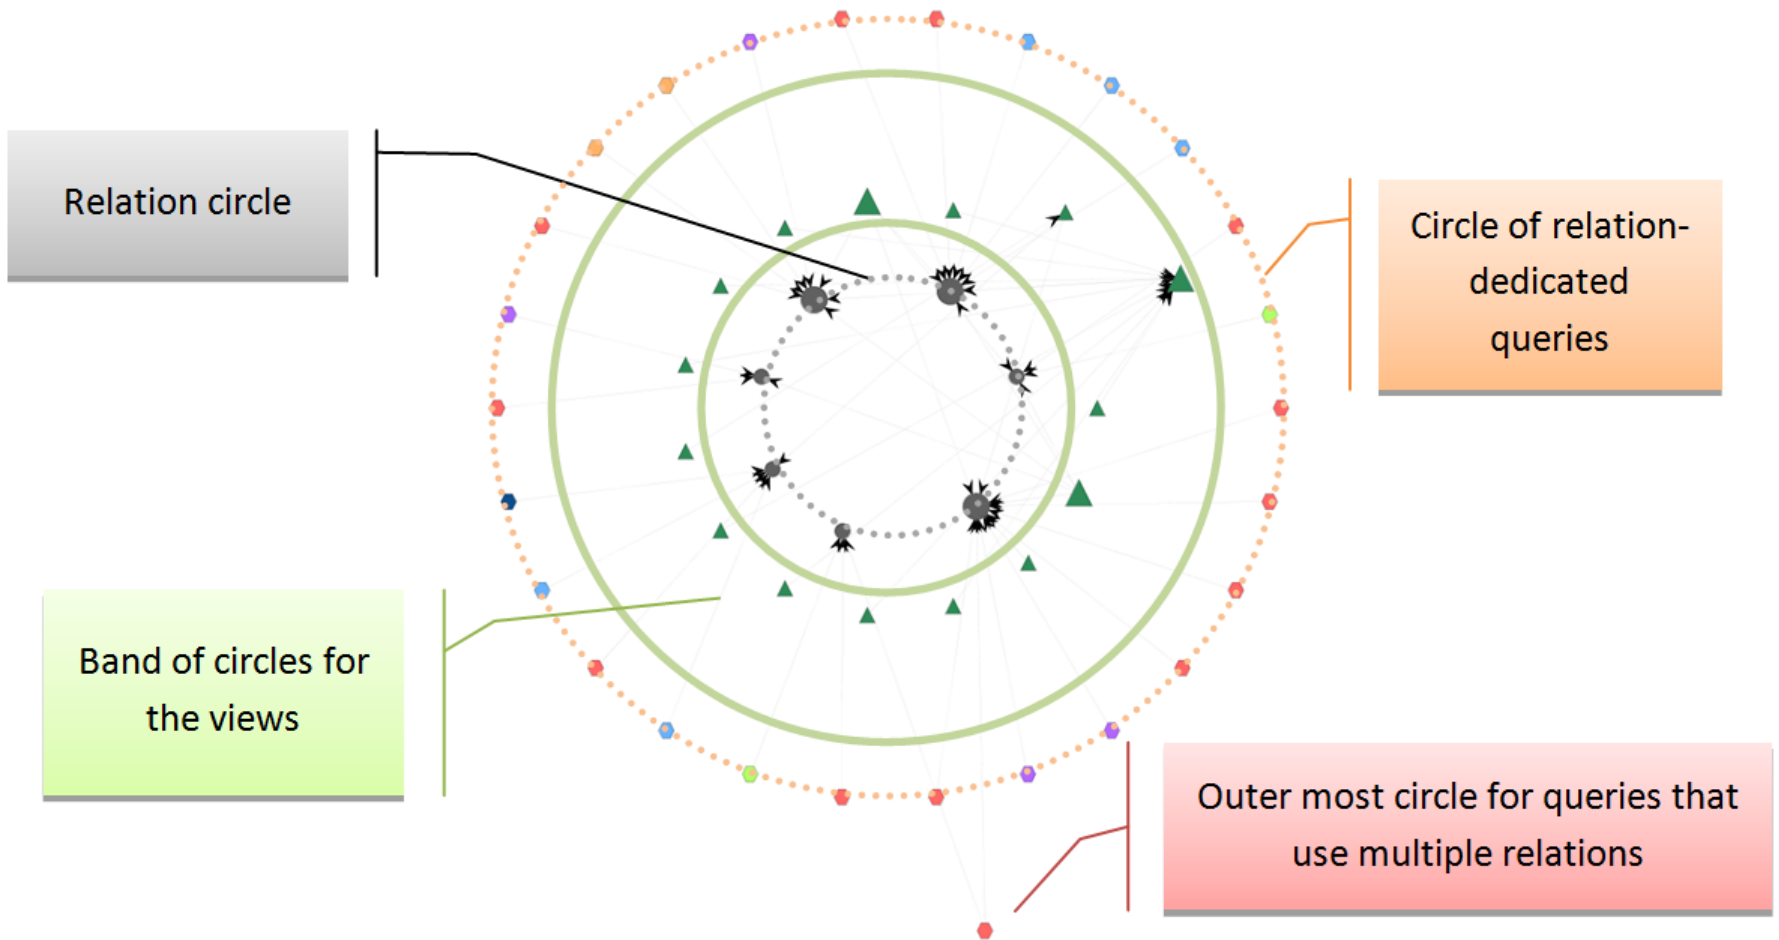 Relation circle
Circle of relation-
dedicated
queries
Band of circles for
the views
Outer most circle for queries that
use multiple relations